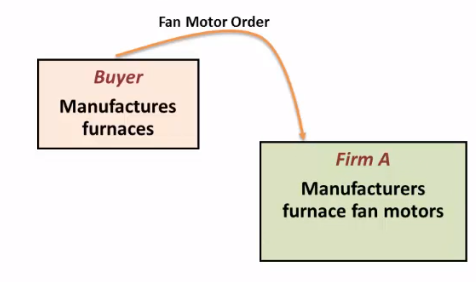 Fan Motor Order
Buyer
Manufactures
furnaces
Firm A
Manufacturers
furnace fan motors